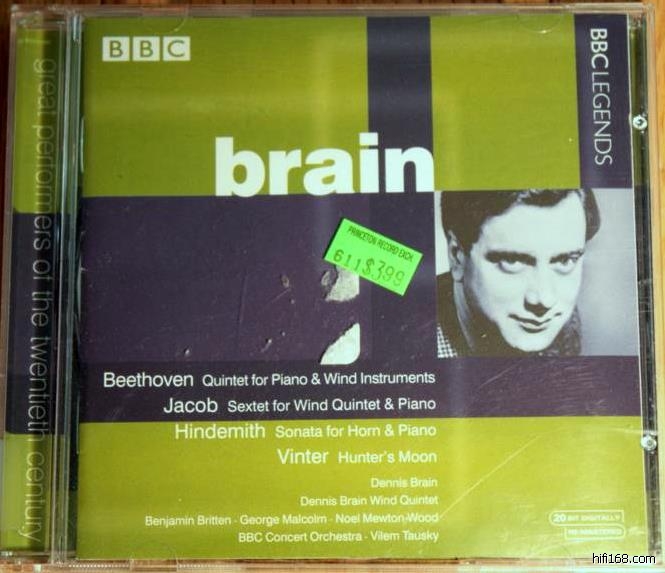 BBC
BBC LEGENDS
great performers of the twentieth century
brain
PRINCETON RECORD EXCH.
611$3.99
Beethoven Quintet for Piano & Wind Instruments
Jacob Sextet for Wind Quintet & Piano
Hindemith Sonata for Horn & Piano
Vinter Hunter's Moon
Dennis Brain
Dennis Brain Wind Quintet
Benjamin Britten · George Malcolm · Noel Mewton-Wood
BBC Concert Orchestra · Vilem Tausky
20 BIT DIGITALLY
RE-MASTERED
hifi168.com